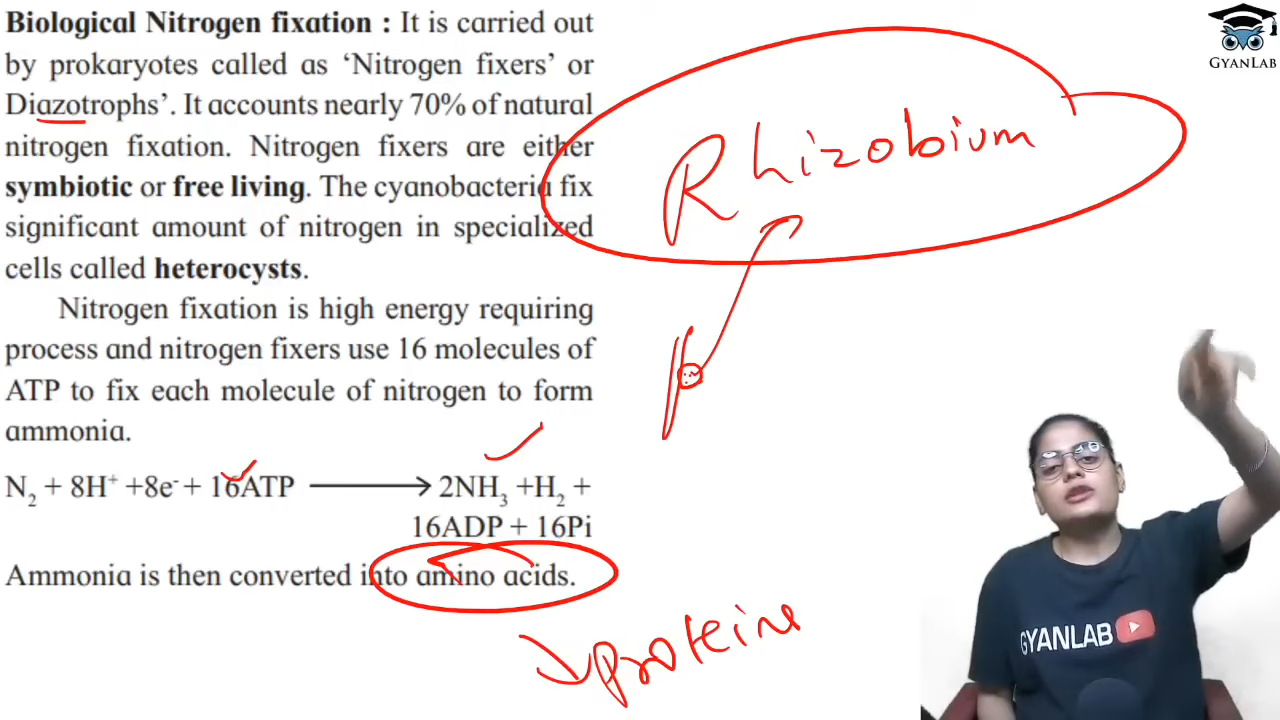 Biological Nitrogen fixation : It is carried out
by prokaryotes called as ‘Nitrogen fixers’ or
Diazotrophs’. It accounts nearly 70% of natural
nitrogen fixation. Nitrogen fixers are either
symbiotic or free living. The cyanobacteria fix
significant amount of nitrogen in specialized
cells called heterocysts.
Nitrogen fixation is high energy requiring
process and nitrogen fixers use 16 molecules of
ATP to fix each molecule of nitrogen to form
ammonia.
N₂ + 8H⁺ +8e⁻ + 16ATP ⟶ 2NH₃ +H₂ +
16ADP + 16Pi
Ammonia is then converted into amino acids.
Rhizobium
proteins
GYANLAB
GYANLAB